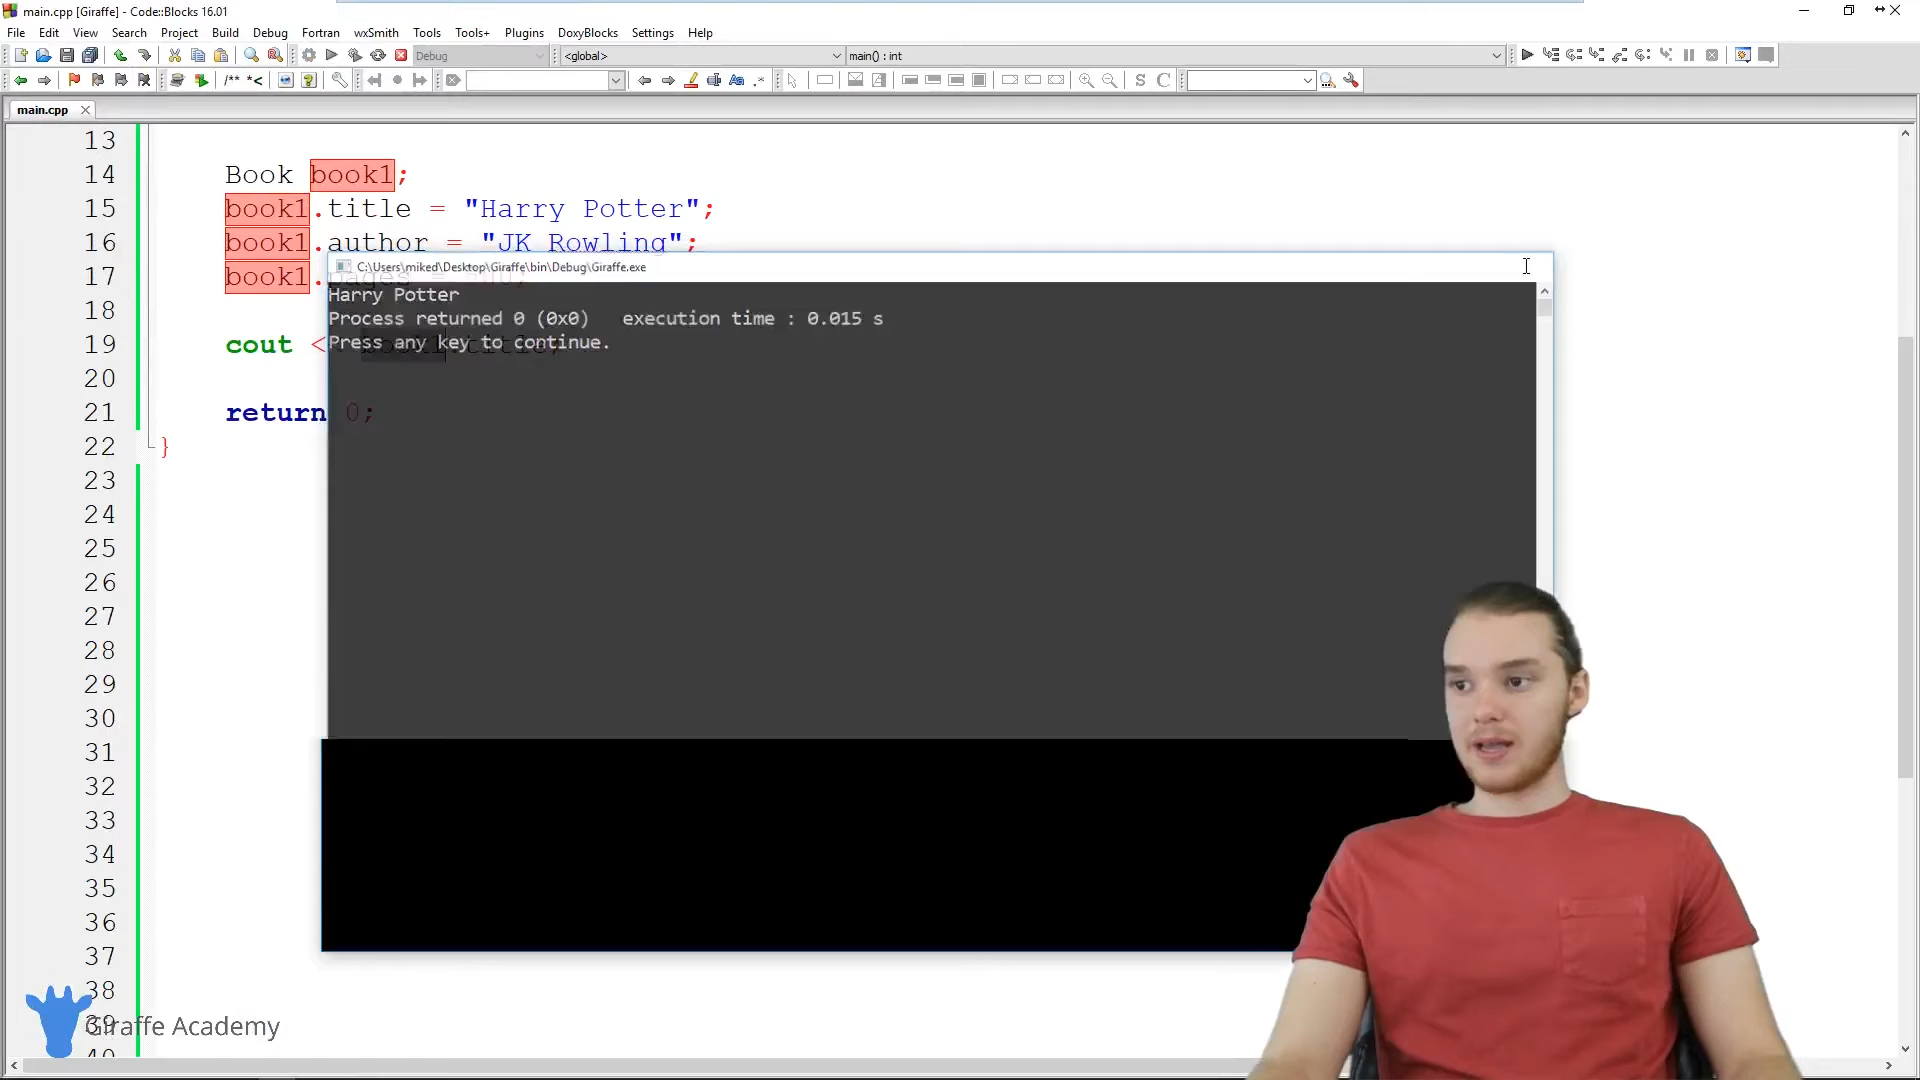 main.cpp [Giraffe] - Code::Blocks 16.01
File Edit View Search Project Build Debug Fortran wxSmith Tools Tools+ Plugins DoxyBlocks Settings Help
Debug <global> main() : int
/** *< Aa .* S C
main.cpp
13
14 Book book1;
15 book1.title = "Harry Potter";
16 book1.author = "JK Rowling";
17 book1.pages =
C:\Users\miked\Desktop\Giraffe\bin\Debug\Giraffe.exe
Harry Potter
18 Process returned 0 (0x0) execution time : 0.015 s
19 cout < Press any key to continue.
20
21 return 0;
22 }
23
24
25
26
27
28
29
30
31
32
33
34
35
36
37
38
39
Giraffe Academy
40